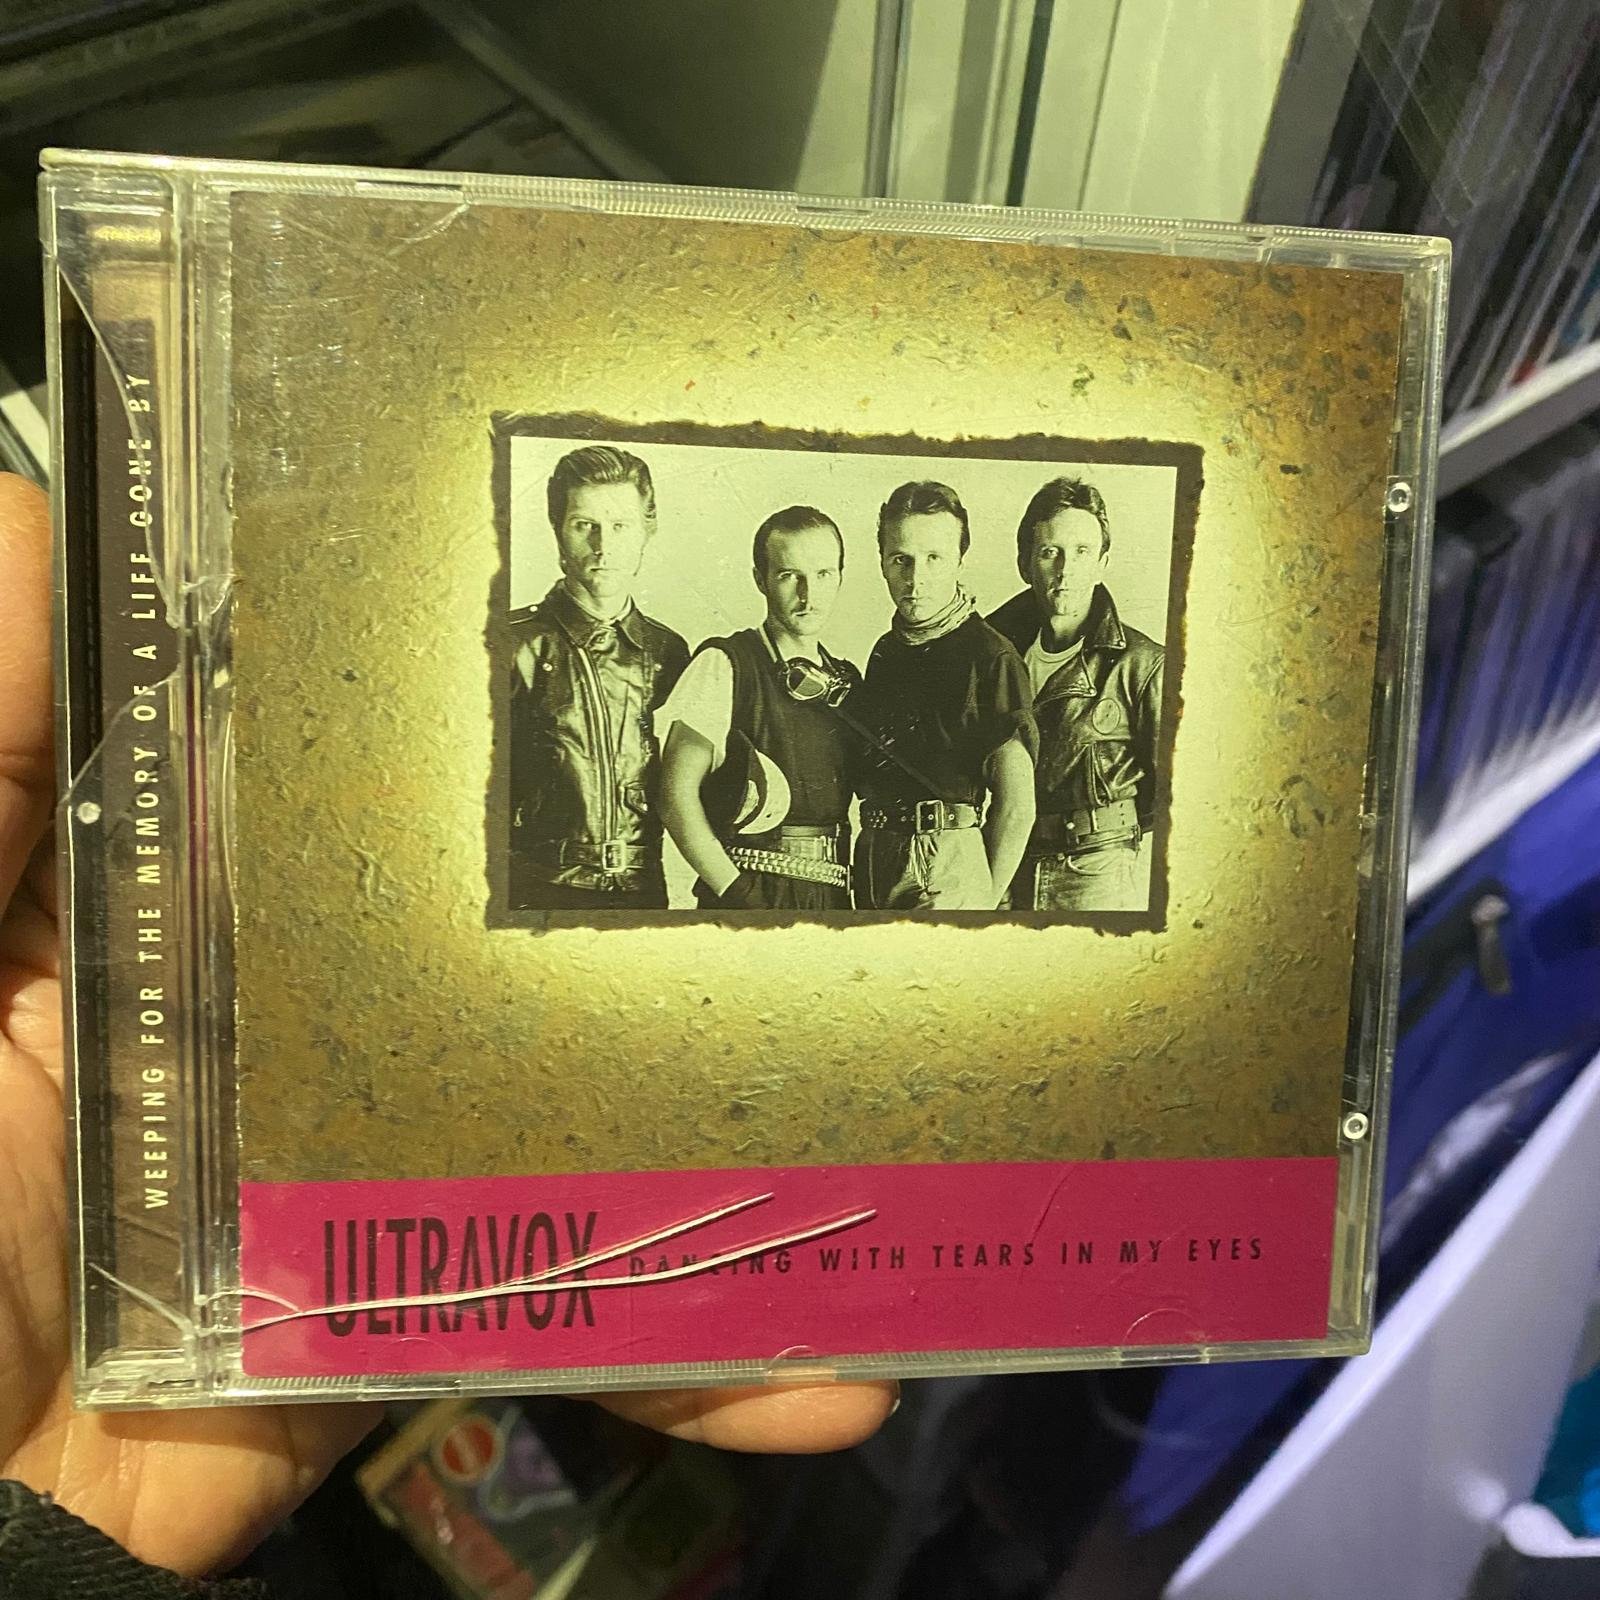 WEEPING FOR THE MEMORY OF A LIFE GONE BY
ULTRAVOX DANCING WITH TEARS IN MY EYES